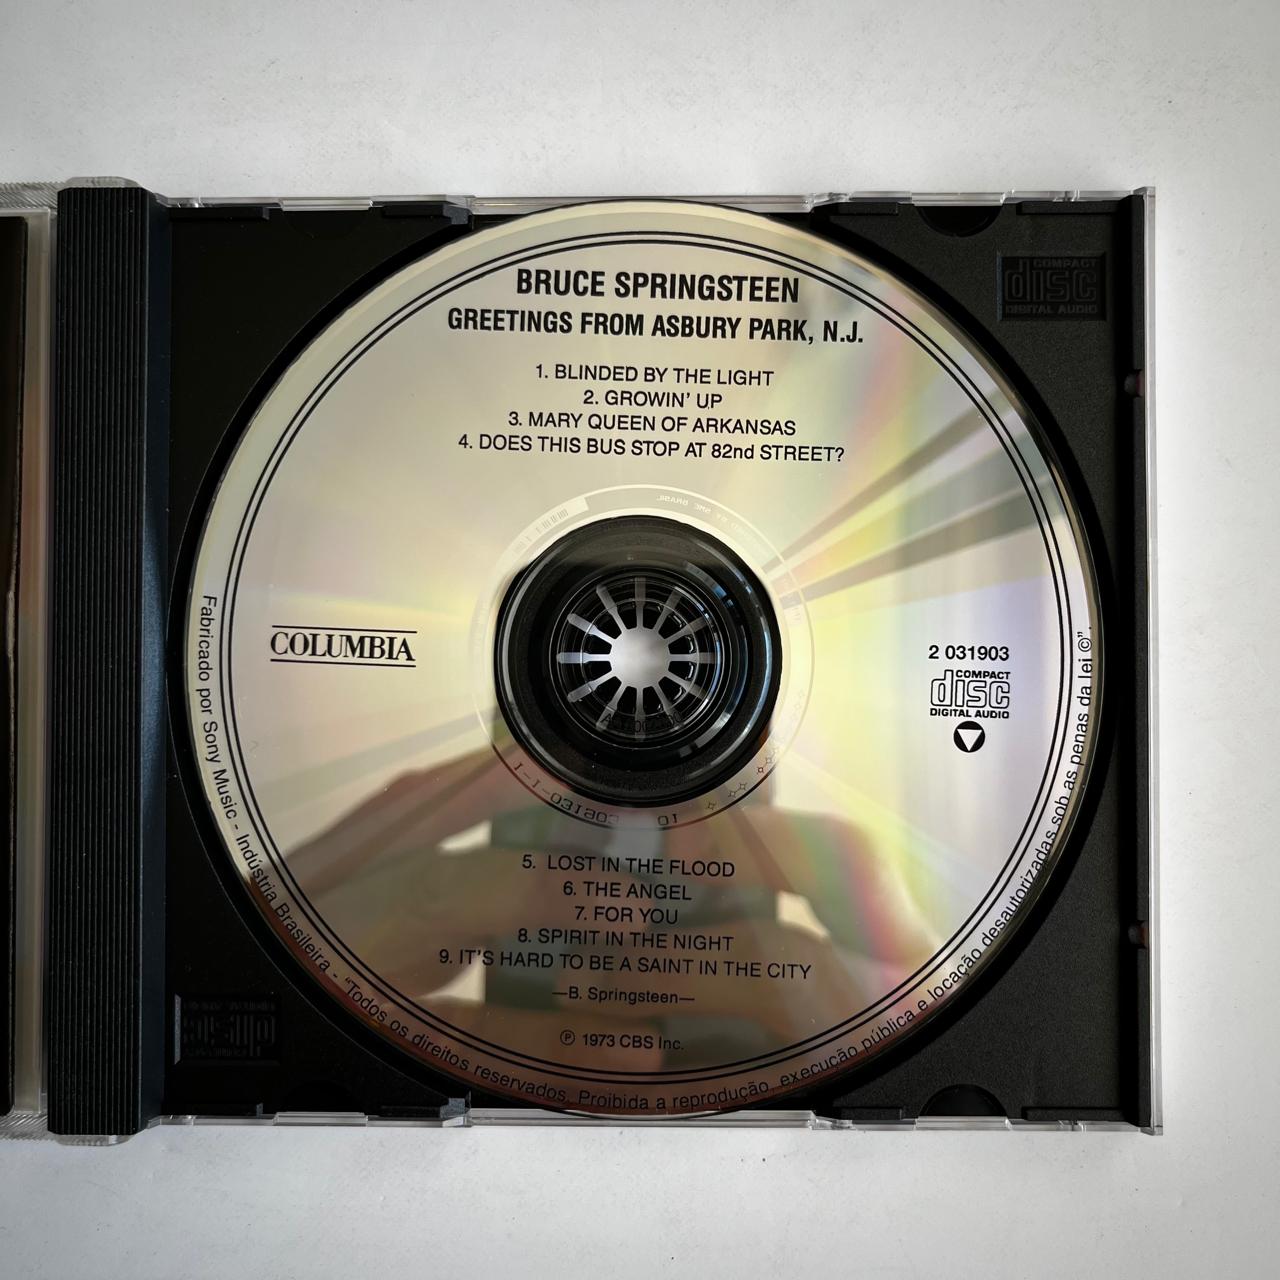 BRUCE SPRINGSTEEN
GREETINGS FROM ASBURY PARK, N.J.
1. BLINDED BY THE LIGHT
2. GROWIN' UP
3. MARY QUEEN OF ARKANSAS
4. DOES THIS BUS STOP AT 82nd STREET?
COLUMBIA
2 031903
COMPACT
disc
DIGITAL AUDIO
5. LOST IN THE FLOOD
6. THE ANGEL
7. FOR YOU
8. SPIRIT IN THE NIGHT
9. IT'S HARD TO BE A SAINT IN THE CITY
—B. Springsteen—
℗ 1973 CBS Inc.
Fabricado por Sony Music - Indústria Brasileira - "Todos os direitos reservados. Proibida a reprodução, execução pública e locação desautorizadas sob as penas da lei ©".
COMPACT
disc
DIGITAL AUDIO
COMPACT
disc
DIGITAL AUDIO